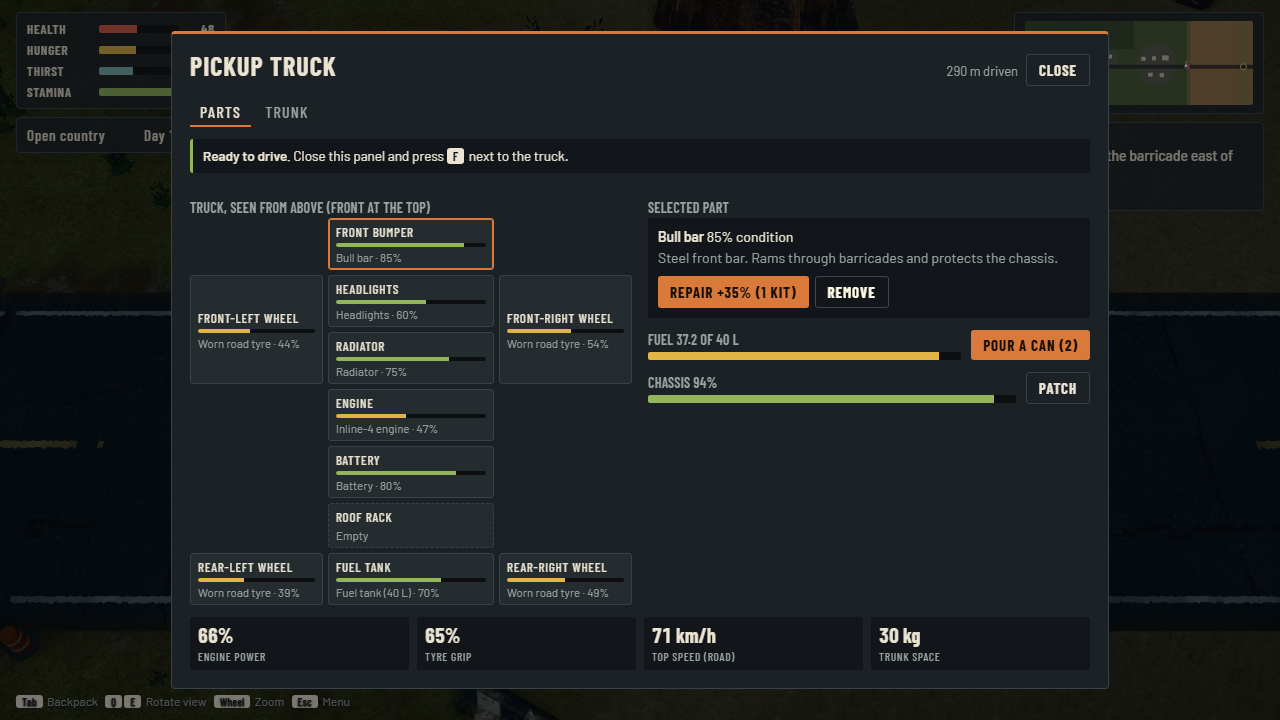 HEALTH 48
HUNGER
THIRST
STAMINA
Open country Day
PICKUP TRUCK
290 m driven CLOSE
PARTS TRUNK
Ready to drive. Close this panel and press F next to the truck.
the barricade east of
TRUCK, SEEN FROM ABOVE (FRONT AT THE TOP)
FRONT BUMPER
Bull bar · 85%
HEADLIGHTS
Headlights · 60%
FRONT-LEFT WHEEL
Worn road tyre · 44%
FRONT-RIGHT WHEEL
Worn road tyre · 54%
RADIATOR
Radiator · 75%
ENGINE
Inline-4 engine · 47%
BATTERY
Battery · 80%
ROOF RACK
Empty
REAR-LEFT WHEEL
Worn road tyre · 39%
FUEL TANK
Fuel tank (40 L) · 70%
REAR-RIGHT WHEEL
Worn road tyre · 49%
SELECTED PART
Bull bar 85% condition
Steel front bar. Rams through barricades and protects the chassis.
REPAIR +35% (1 KIT) REMOVE
FUEL 37.2 OF 40 L POUR A CAN (2)
CHASSIS 94% PATCH
66%
ENGINE POWER
65%
TYRE GRIP
71 km/h
TOP SPEED (ROAD)
30 kg
TRUNK SPACE
Tab Backpack Q E Rotate view Wheel Zoom Esc Menu